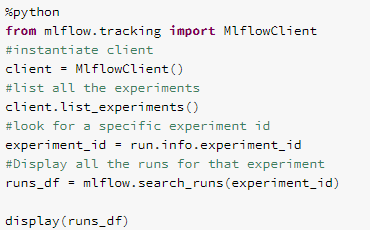 %python
from mlflow.tracking import MlflowClient
#instantiate client
client = MlflowClient()
#list all the experiments
client.list_experiments()
#look for a specific experiment id
experiment_id = run.info.experiment_id
#Display all the runs for that experiment
runs_df = mlflow.search_runs(experiment_id)
display(runs_df)